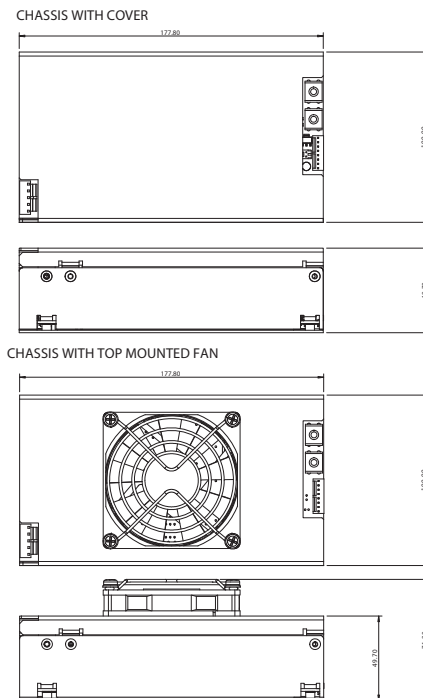 CHASSIS WITH COVER
177.80
CHASSIS WITH TOP MOUNTED FAN
177.80
49.70